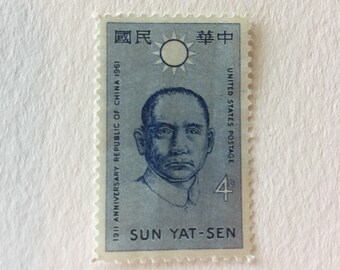 國民 華中
1911 ANNIVERSARY REPUBLIC OF CHINA 1961
UNITED STATES POSTAGE
4¢
SUN YAT-SEN